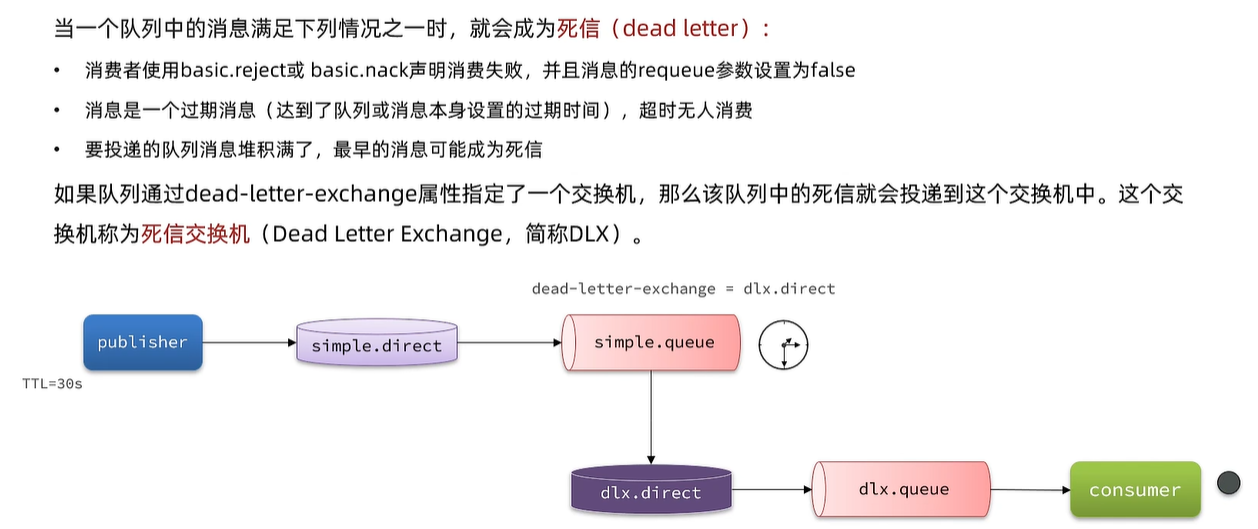 当一个队列中的消息满足下列情况之一时，就会成为死信（dead letter）：
• 消费者使用basic.reject或 basic.nack声明消费失败，并且消息的requeue参数设置为false
• 消息是一个过期消息（达到了队列或消息本身设置的过期时间），超时无人消费
• 要投递的队列消息堆积满了，最早的消息可能成为死信
如果队列通过dead-letter-exchange属性指定了一个交换机，那么该队列中的死信就会投递到这个交换机中。这个交
换机称为死信交换机（Dead Letter Exchange，简称DLX）。
dead-letter-exchange = dlx.direct
publisher
simple.direct
simple.queue
TTL=30s
dlx.direct
dlx.queue
consumer